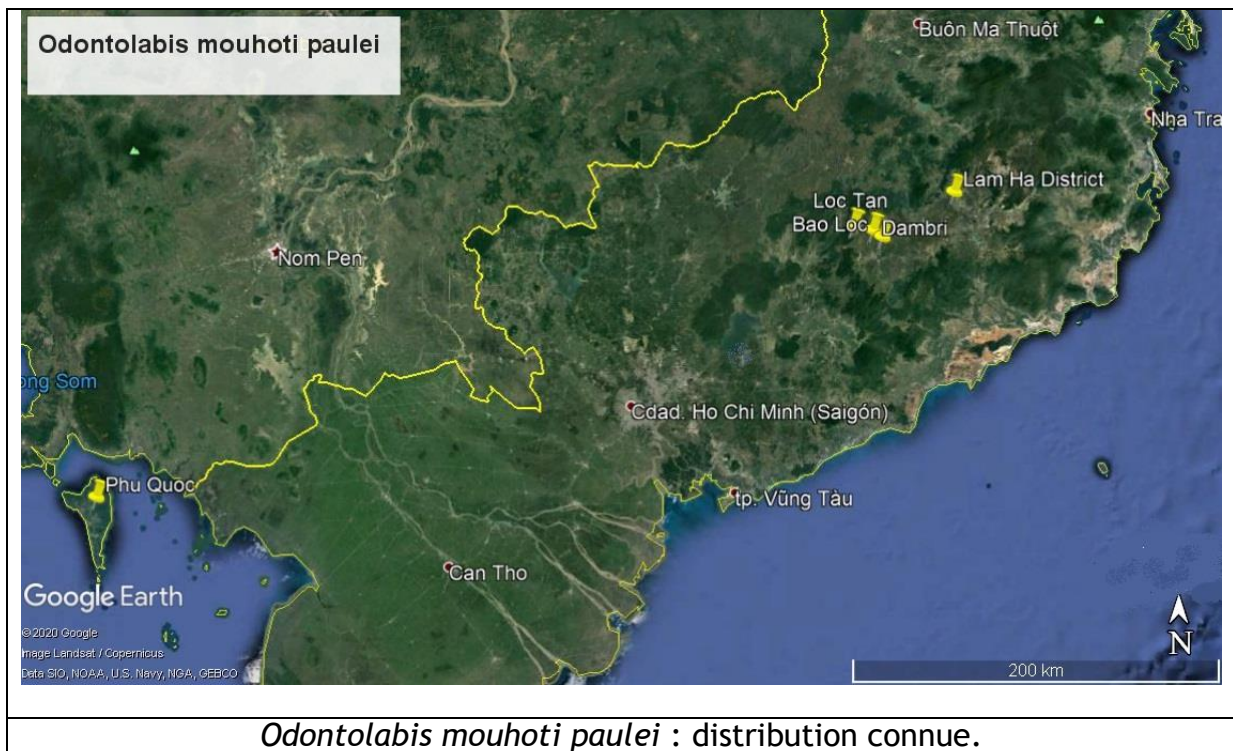 Odontolabis mouhoti paulei
Buôn Ma Thuột
Nha Tra
Lam Ha District
Loc Tan
Bao Loc
Dambri
Nom Pen
ong Som
Cdad. Ho Chi Minh (Saigón)
Phu Quoc
tp. Vũng Tàu
Can Tho
Google Earth
©2020 Google
Image Landsat / Copernicus
Data SIO, NOAA, U.S. Navy, NGA, GEBCO
N
200 km
Odontolabis mouhoti paulei : distribution connue.